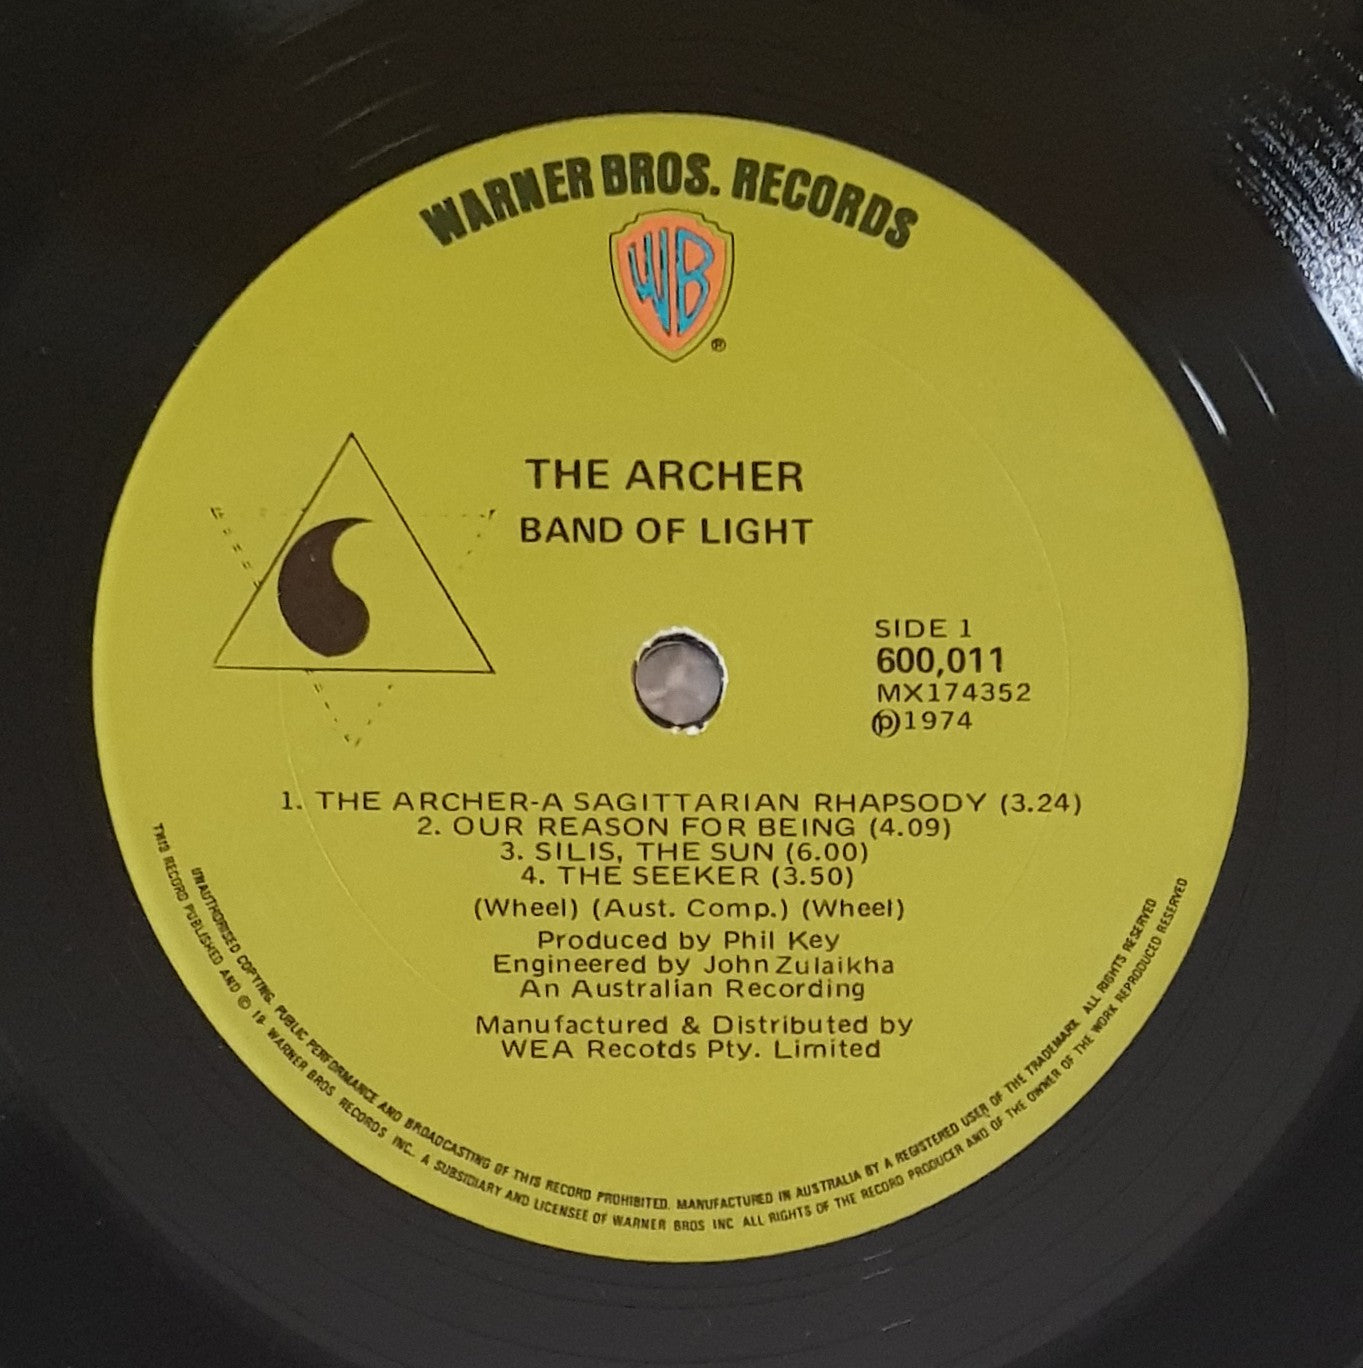 WARNER BROS. RECORDS
WB
®
THE ARCHER
BAND OF LIGHT
SIDE 1
600,011
MX174352
℗1974
1. THE ARCHER-A SAGITTARIAN RHAPSODY (3.24)
2. OUR REASON FOR BEING (4.09)
3. SILIS, THE SUN (6.00)
4. THE SEEKER (3.50)
(Wheel) (Aust. Comp.) (Wheel)
Produced by Phil Key
Engineered by John Zulaikha
An Australian Recording
Manufactured & Distributed by
WEA Recotds Pty. Limited
UNAUTHORISED COPYING, PUBLIC PERFORMANCE AND BROADCASTING OF THIS RECORD PROHIBITED. MANUFACTURED IN AUSTRALIA BY A REGISTERED USER OF THE TRADEMARK. ALL RIGHTS RESERVED
THIS RECORD PUBLISHED AND © 19- WARNER BROS. RECORDS INC., A SUBSIDIARY AND LICENSEE OF WARNER BROS INC ALL RIGHTS OF THE RECORD PRODUCER AND OF THE OWNER OF THE WORK REPRODUCED RESERVED